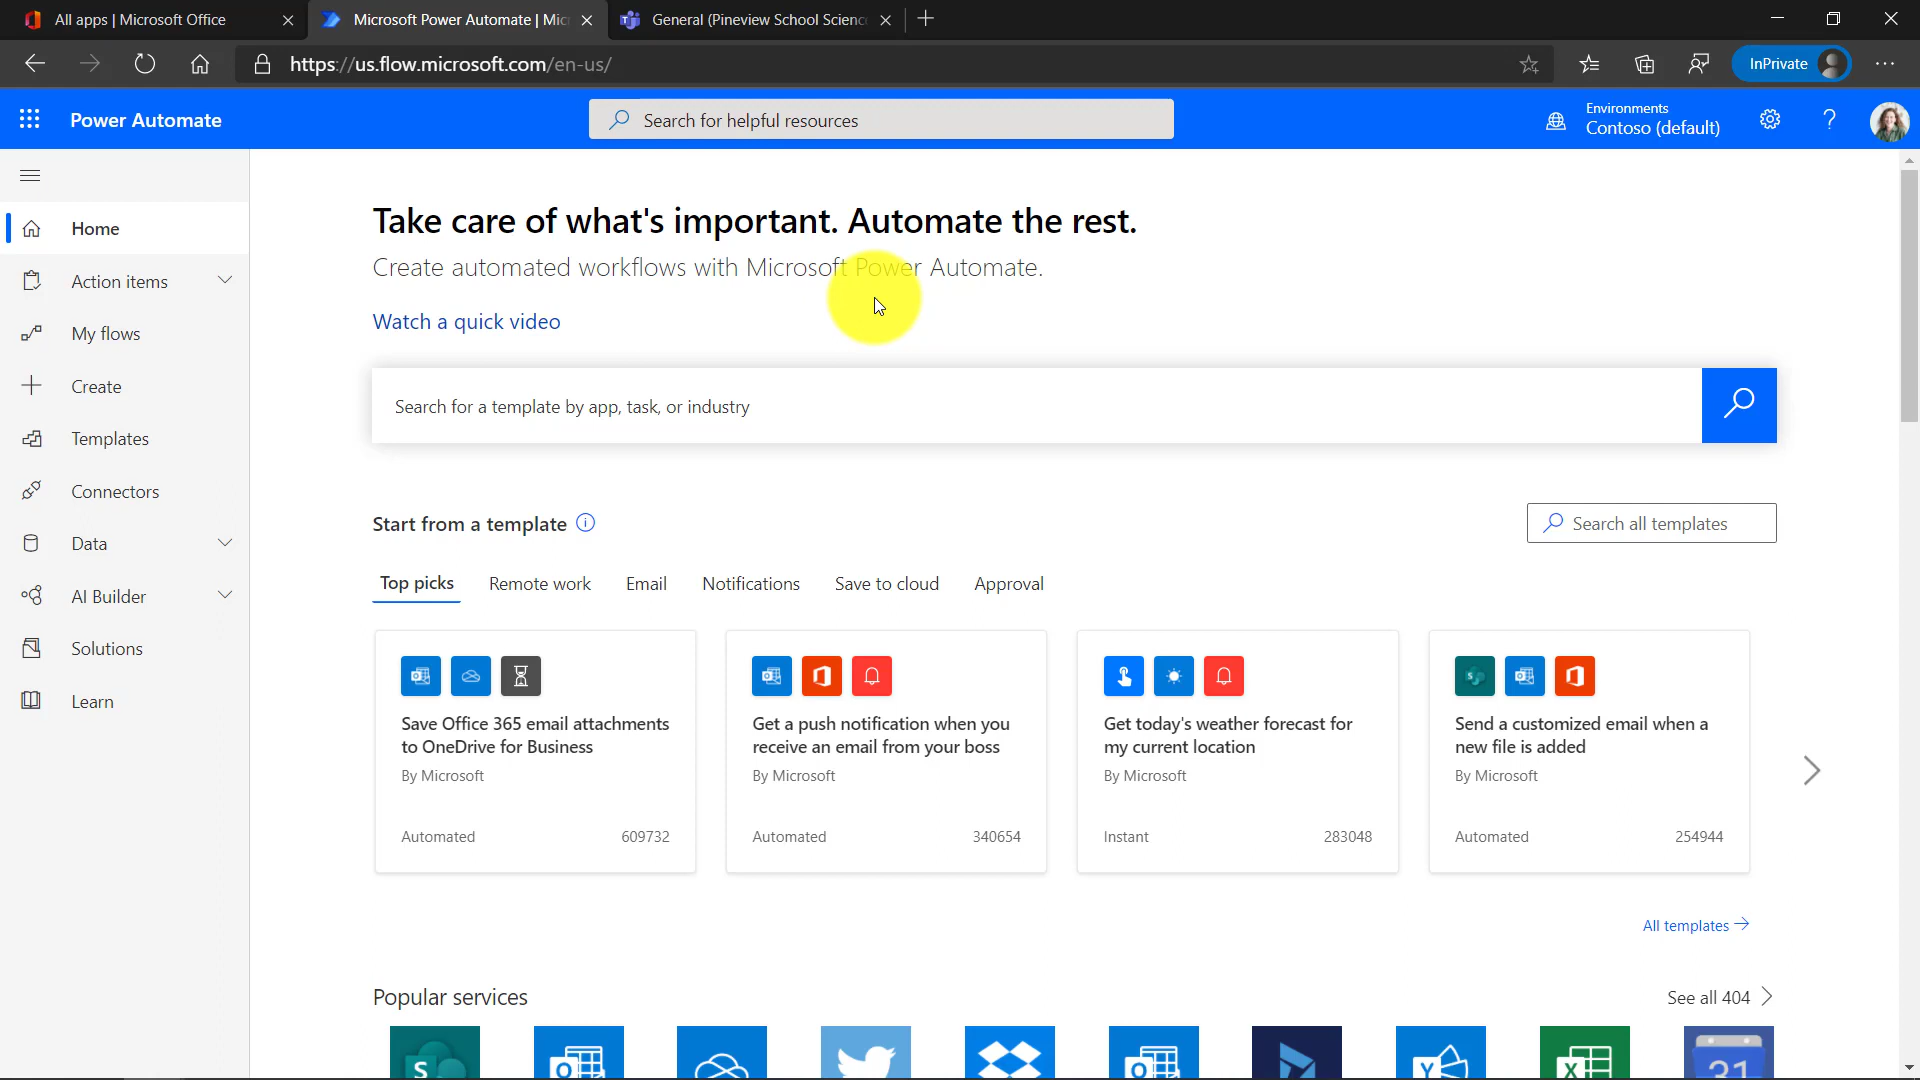 All apps | Microsoft Office
Microsoft Power Automate | Mic
General (Pineview School Scienc
https://us.flow.microsoft.com/en-us/
InPrivate
Power Automate
Search for helpful resources
Environments
Contoso (default)
Home
Action items
My flows
Create
Templates
Connectors
Data
AI Builder
Solutions
Learn
Take care of what's important. Automate the rest.
Create automated workflows with Microsoft Power Automate.
Watch a quick video
Search for a template by app, task, or industry
Start from a template
Search all templates
Top picks
Remote work
Email
Notifications
Save to cloud
Approval
Save Office 365 email attachments
to OneDrive for Business
By Microsoft
Automated 609732
Get a push notification when you
receive an email from your boss
By Microsoft
Automated 340654
Get today's weather forecast for
my current location
By Microsoft
Instant 283048
Send a customized email when a
new file is added
By Microsoft
Automated 254944
All templates
Popular services
See all 404
S
31